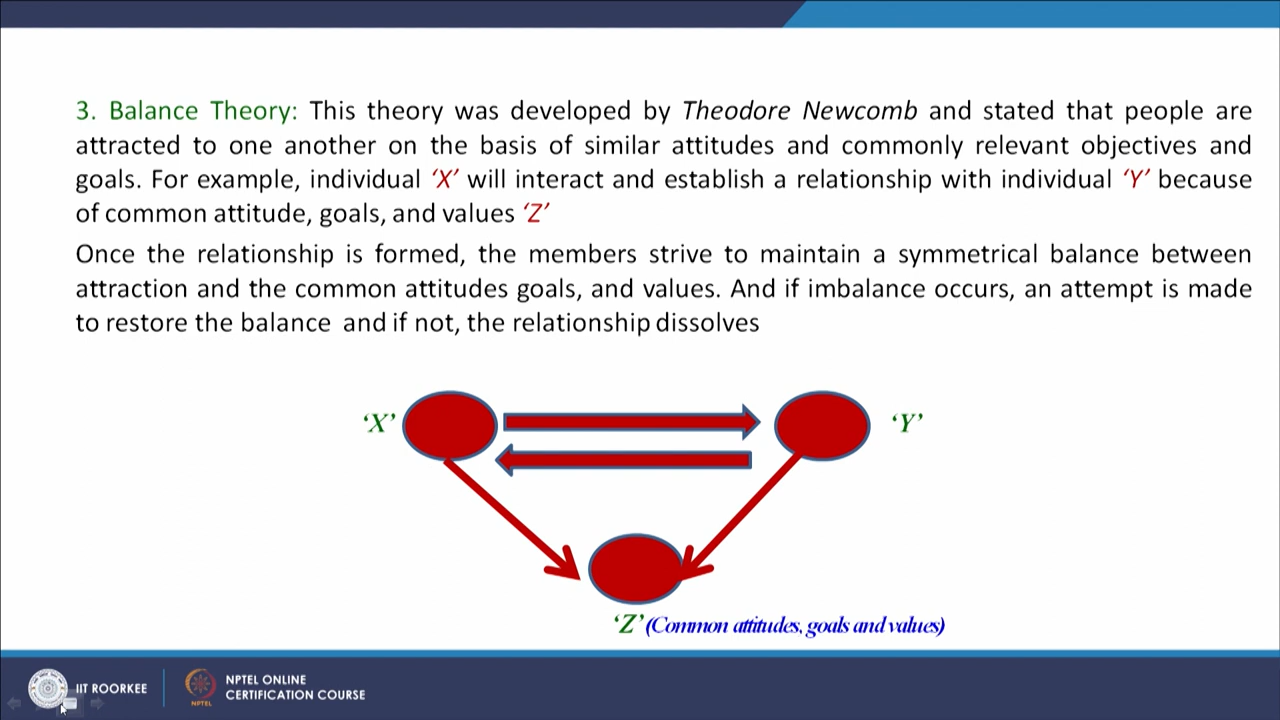 3. Balance Theory: This theory was developed by Theodore Newcomb and stated that people are
attracted to one another on the basis of similar attitudes and commonly relevant objectives and
goals. For example, individual ‘X’ will interact and establish a relationship with individual ‘Y’ because
of common attitude, goals, and values ‘Z’
Once the relationship is formed, the members strive to maintain a symmetrical balance between
attraction and the common attitudes goals, and values. And if imbalance occurs, an attempt is made
to restore the balance and if not, the relationship dissolves
‘X’
‘Y’
‘Z’ (Common attitudes, goals and values)
IIT ROORKEE
NPTEL
NPTEL ONLINE
CERTIFICATION COURSE